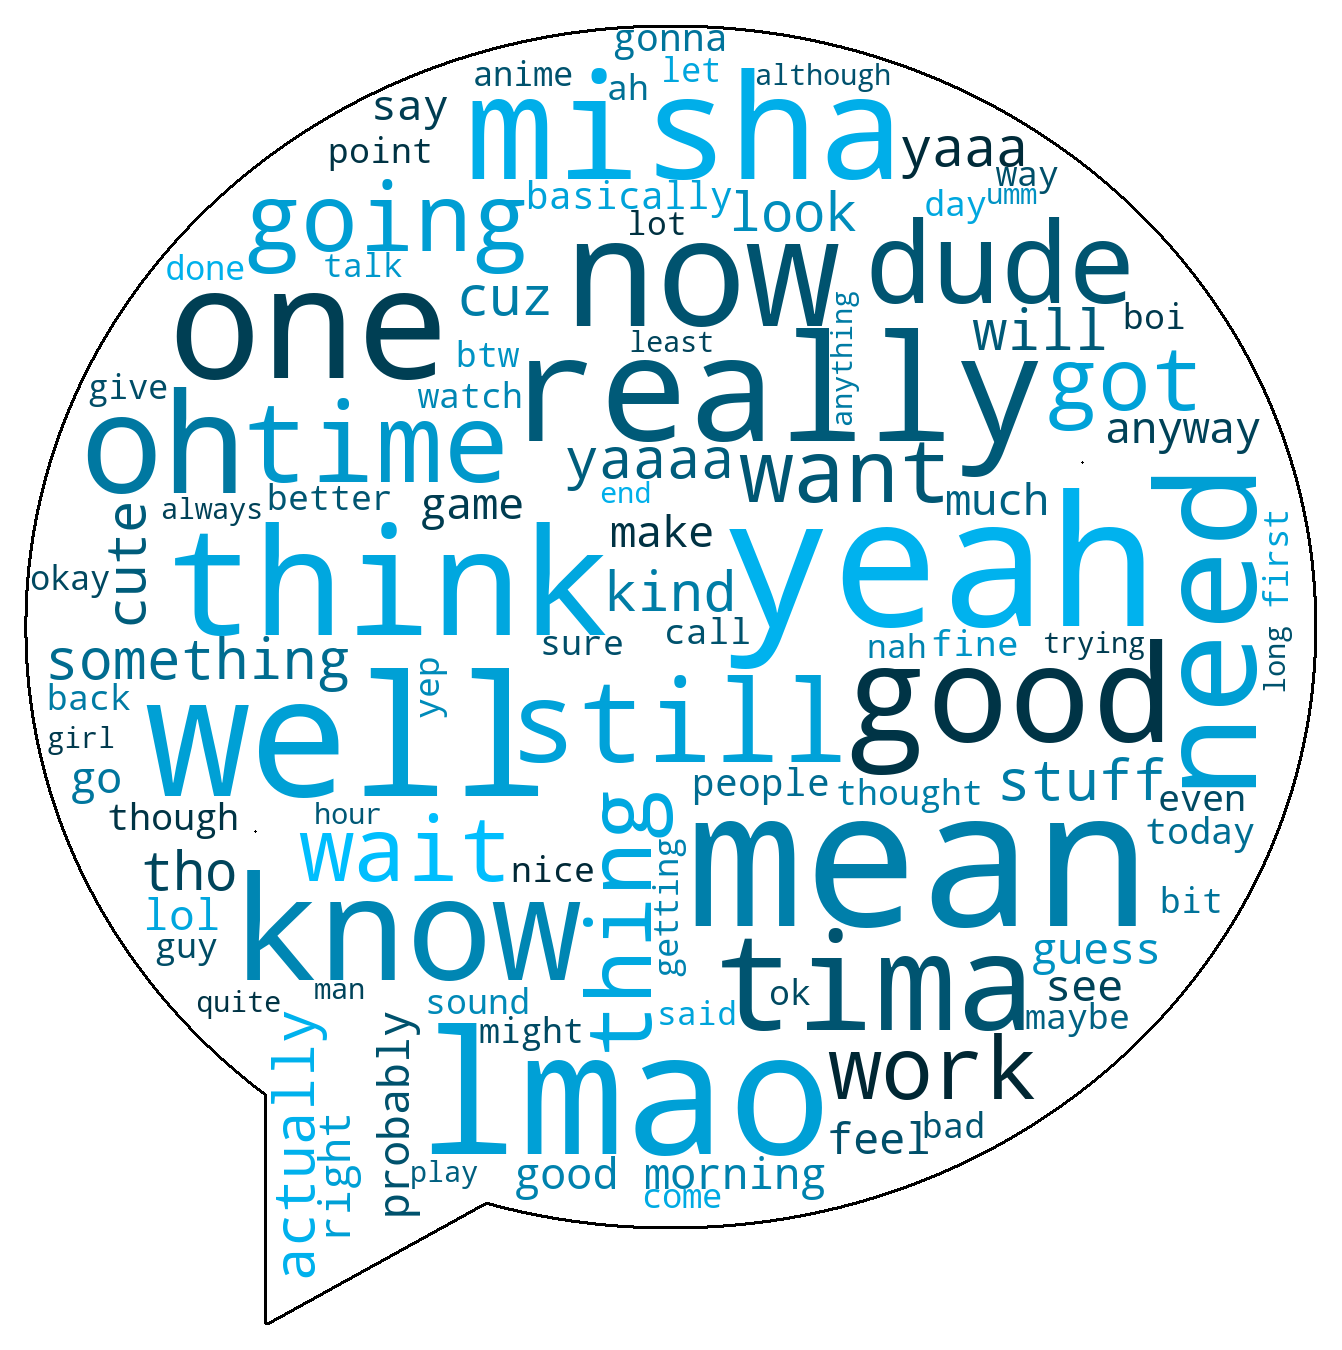 gonna
anime
ah
let
although
say
misha
point
yaaa
way
going
basically
look
day
umm
lot
now
dude
done
talk
one
cuz
will
boi
btw
least
really
anything
give
watch
got
oh
time
anyway
yaaaa
want
need
always
better
game
end
much
first
cute
think
make
yeah
okay
kind
sure
call
nah
fine
trying
long
something
back
yep
still
good
girl
well
go
people
thought
stuff
even
though
hour
wait
thing
mean
today
tho
nice
getting
lol
know
bit
guy
tima
guess
quite
man
sound
said
ok
see
maybe
actually
probably
might
lmao
work
right
feel
bad
play
good morning
come